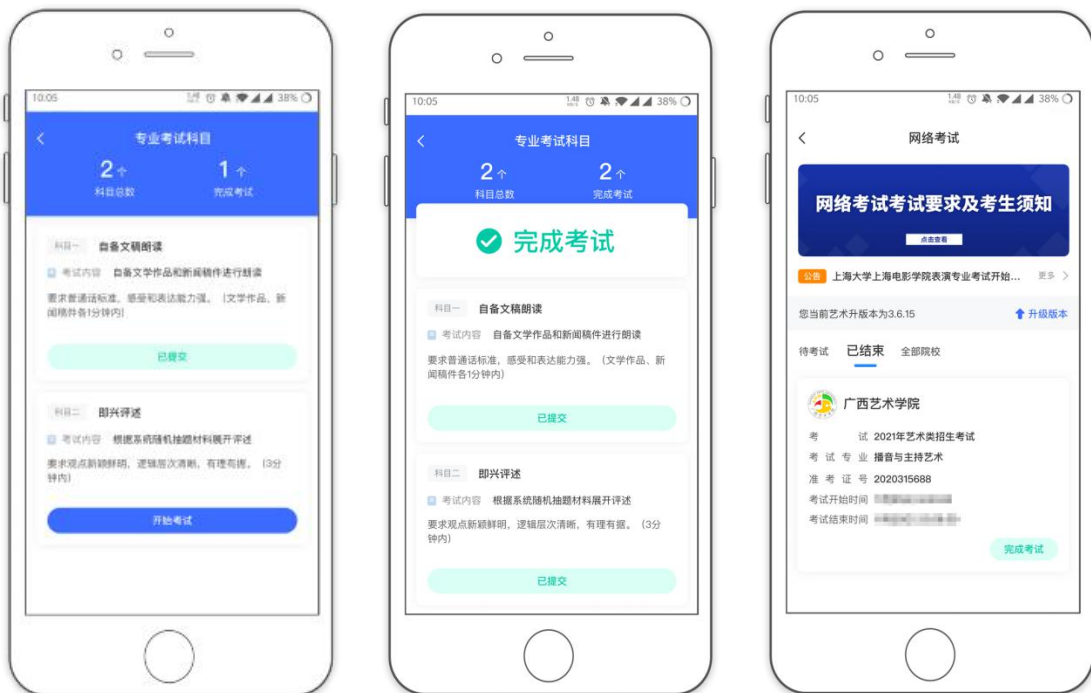 10:05
38%
专业考试科目
2个
1个
科目总数
完成考试
科目一 自备文稿朗读
考试内容 自备文学作品和新闻稿件进行朗读
要求普通话标准，感受和表达能力强。（文学作品、新
闻稿件各1分钟内）
已提交
科目二 即兴评述
考试内容 根据系统随机抽题材料展开评述
要求观点新颖鲜明，逻辑层次清晰，有理有据。（3分
钟内）
开始考试
10:05
1.48
38%
专业考试科目
2个
2个
科目总数
完成考试
完成考试
科目一 自备文稿朗读
考试内容 自备文学作品和新闻稿件进行朗读
要求普通话标准，感受和表达能力强。（文学作品、新
闻稿件各1分钟内）
已提交
科目二 即兴评述
考试内容 根据系统随机抽题材料展开评述
要求观点新颖鲜明，逻辑层次清晰，有理有据。（3分
钟内）
已提交
10:05
1.48
38%
网络考试
网络考试考试要求及考生须知
点击查看
公告 上海大学上海电影学院表演专业考试开始... 更多
您当前艺术升版本为3.6.15 升级版本
待考试 已结束 全部院校
广西艺术学院
考试 2021年艺术类招生考试
考试专业 播音与主持艺术
准考证号 2020315688
考试开始时间
考试结束时间
完成考试